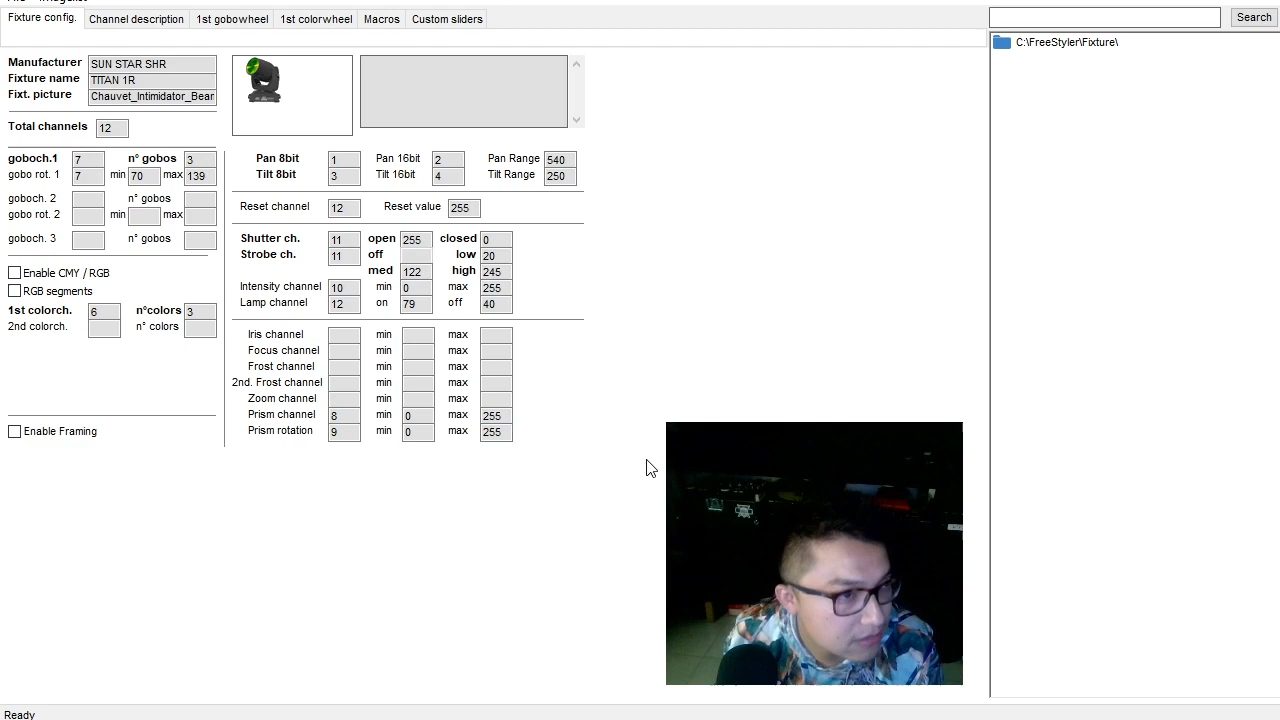 Fixture config. Channel description 1st gobowheel 1st colorwheel Macros Custom sliders Search
C:\FreeStyler\Fixture\
Manufacturer SUN STAR SHR
Fixture name TITAN 1R
Fixt. picture Chauvet_Intimidator_Bear
Total channels 12
goboch.1 7 n° gobos 3
gobo rot. 1 7 min 70 max 139
goboch. 2 n° gobos
gobo rot. 2 min max
goboch. 3 n° gobos
Enable CMY / RGB
RGB segments
1st colorch. 6 n°colors 3
2nd colorch. n° colors
Enable Framing
Pan 8bit 1 Pan 16bit 2 Pan Range 540
Tilt 8bit 3 Tilt 16bit 4 Tilt Range 250
Reset channel 12 Reset value 255
Shutter ch. 11 open 255 closed 0
Strobe ch. 11 off low 20
med 122 high 245
Intensity channel 10 min 0 max 255
Lamp channel 12 on 79 off 40
Iris channel min max
Focus channel min max
Frost channel min max
2nd. Frost channel min max
Zoom channel min max
Prism channel 8 min 0 max 255
Prism rotation 9 min 0 max 255
Ready